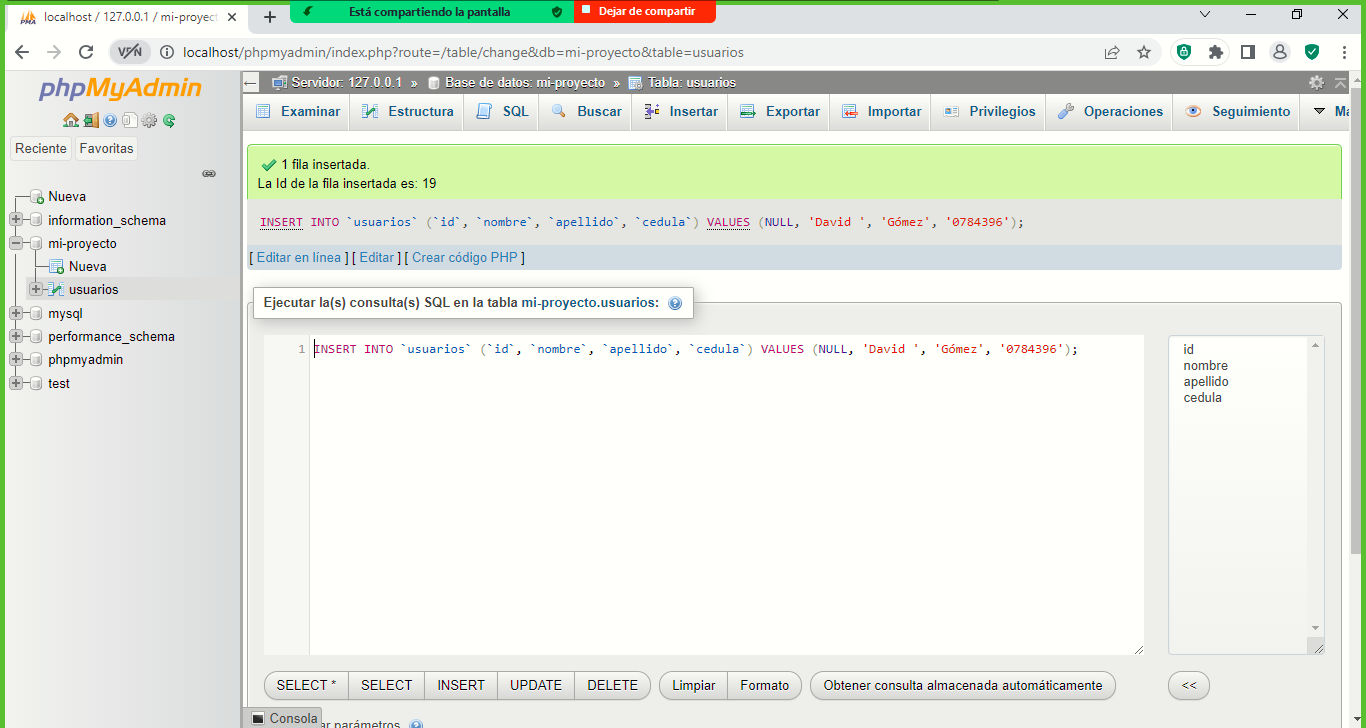 localhost / 127.0.0.1 / mi-proyect
Está compartiendo la pantalla
Dejar de compartir
VPN
localhost/phpmyadmin/index.php?route=/table/change&db=mi-proyecto&table=usuarios
phpMyAdmin
Reciente
Favoritas
Nueva
information_schema
mi-proyecto
Nueva
usuarios
mysql
performance_schema
phpmyadmin
test
Servidor: 127.0.0.1 » Base de datos: mi-proyecto » Tabla: usuarios
Examinar Estructura SQL Buscar Insertar Exportar Importar Privilegios Operaciones Seguimiento
1 fila insertada.
La Id de la fila insertada es: 19
INSERT INTO `usuarios` (`id`, `nombre`, `apellido`, `cedula`) VALUES (NULL, 'David ', 'Gómez', '0784396');
[ Editar en línea ] [ Editar ] [ Crear código PHP ]
Ejecutar la(s) consulta(s) SQL en la tabla mi-proyecto.usuarios:
1 INSERT INTO `usuarios` (`id`, `nombre`, `apellido`, `cedula`) VALUES (NULL, 'David ', 'Gómez', '0784396');
id
nombre
apellido
cedula
SELECT * SELECT INSERT UPDATE DELETE Limpiar Formato Obtener consulta almacenada automáticamente <<
Consola
ar parámetros